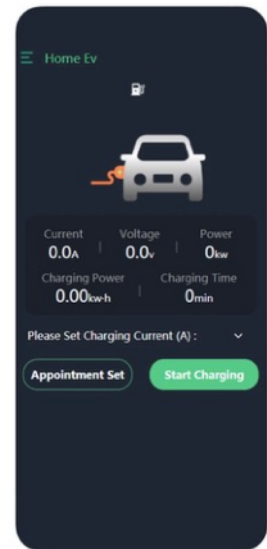 Home Ev
Current Voltage Power
0.0A 0.0v 0kw
Charging Power Charging Time
0.00kw·h 0min
Please Set Charging Current (A) :
Appointment Set Start Charging